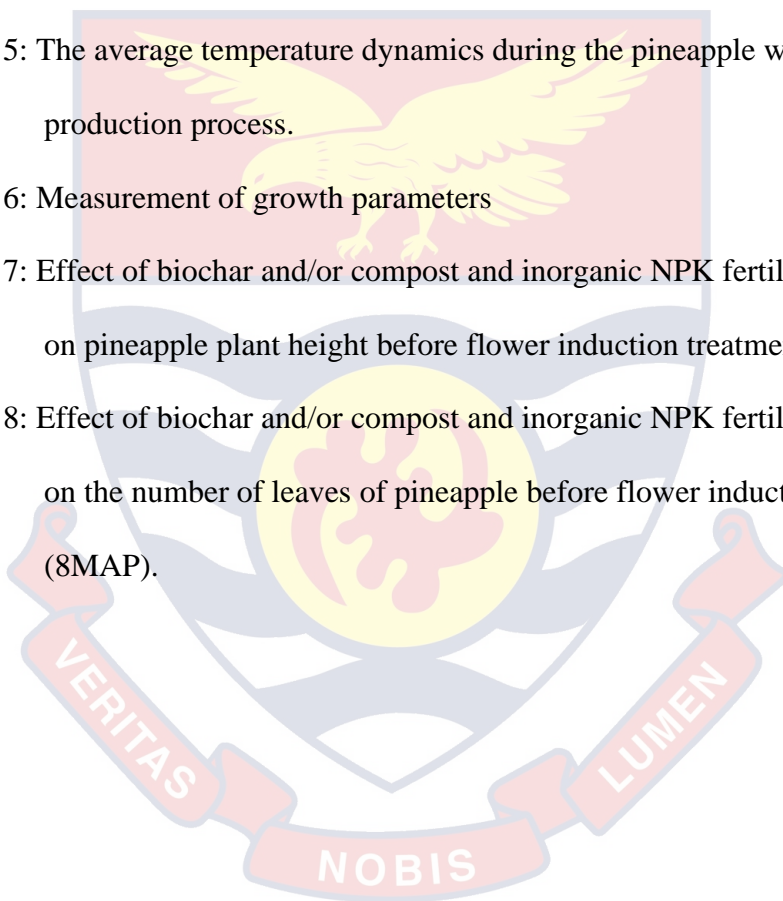 5: The average temperature dynamics during the pineapple w
production process.
6: Measurement of growth parameters
7: Effect of biochar and/or compost and inorganic NPK fertil
on pineapple plant height before flower induction treatme
8: Effect of biochar and/or compost and inorganic NPK fertil
on the number of leaves of pineapple before flower induct
(8MAP).
VERITAS
NOBIS
LUMEN